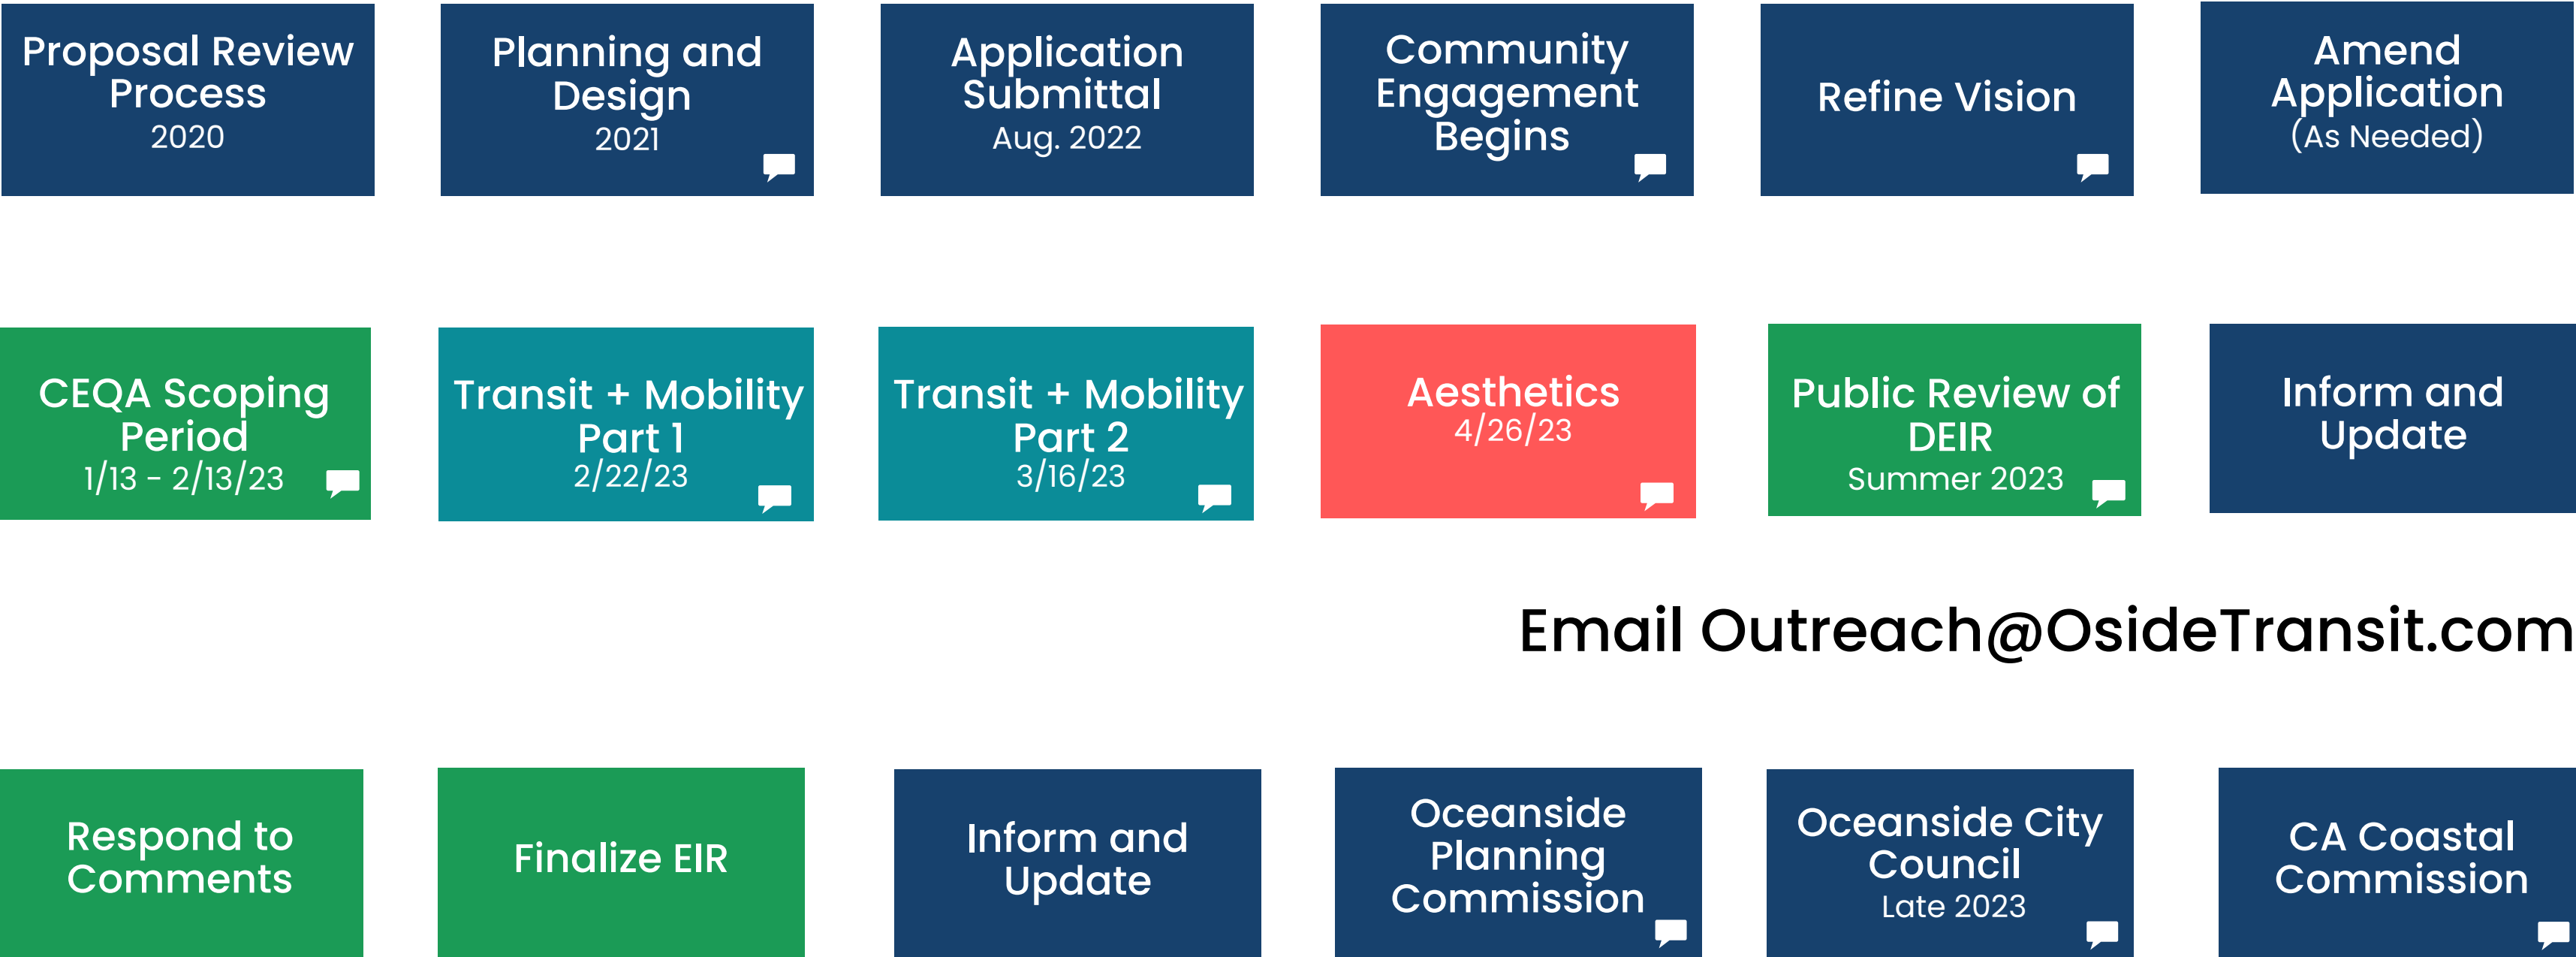 Proposal Review
Process
2020
Planning and
Design
2021
Application
Submittal
Aug. 2022
Community
Engagement
Begins
Refine Vision
Amend
Application
(As Needed)
CEQA Scoping
Period
1/13 - 2/13/23
Transit + Mobility
Part 1
2/22/23
Transit + Mobility
Part 2
3/16/23
Aesthetics
4/26/23
Public Review of
DEIR
Summer 2023
Inform and
Update
Email Outreach@OsideTransit.com
Respond to
Comments
Finalize EIR
Inform and
Update
Oceanside
Planning
Commission
Oceanside City
Council
Late 2023
CA Coastal
Commission